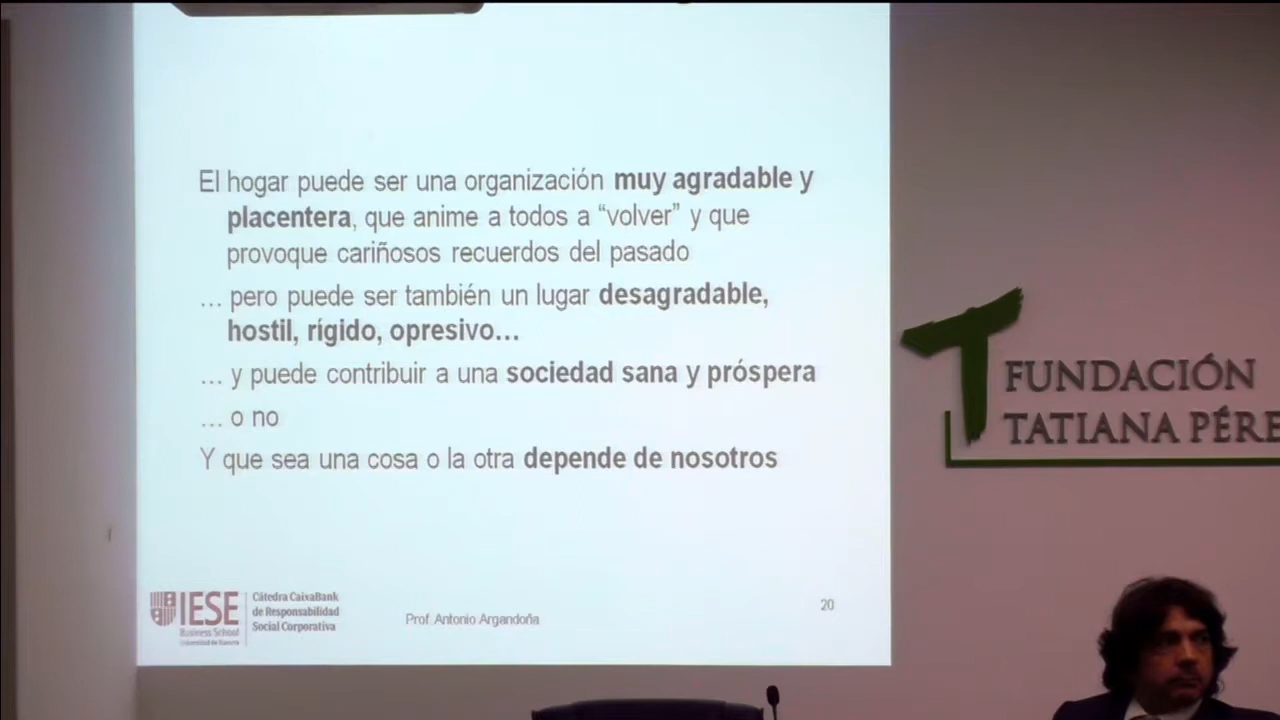 El hogar puede ser una organización muy agradable y
placentera, que anime a todos a “volver” y que
provoque cariñosos recuerdos del pasado
… pero puede ser también un lugar desagradable,
hostil, rígido, opresivo…
… y puede contribuir a una sociedad sana y próspera
… o no
Y que sea una cosa o la otra depende de nosotros
IESE
Business School
Universidad de Navarra
Cátedra CaixaBank
de Responsabilidad
Social Corporativa
Prof. Antonio Argandoña
20
FUNDACIÓN
TATIANA PÉRE